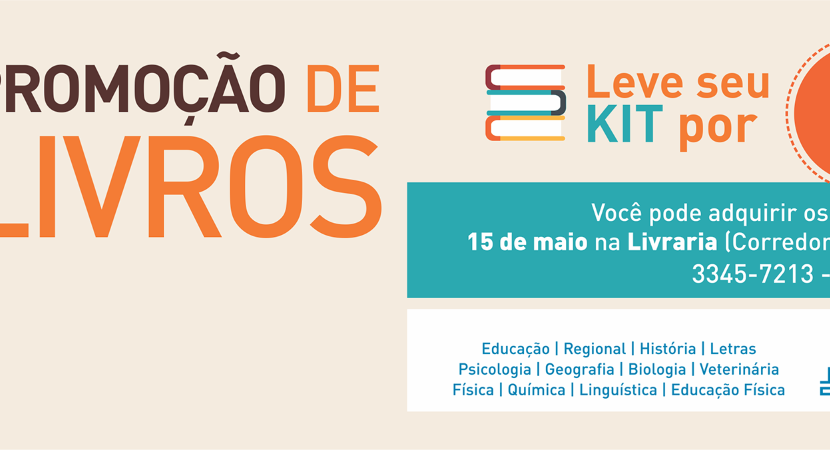 PROMOÇÃO DE
LIVROS
Leve seu
KIT por
Você pode adquirir os
15 de maio na Livraria (Corredor
3345-7213 -
Educação | Regional | História | Letras
Psicologia | Geografia | Biologia | Veterinária
Física | Química | Linguística | Educação Física